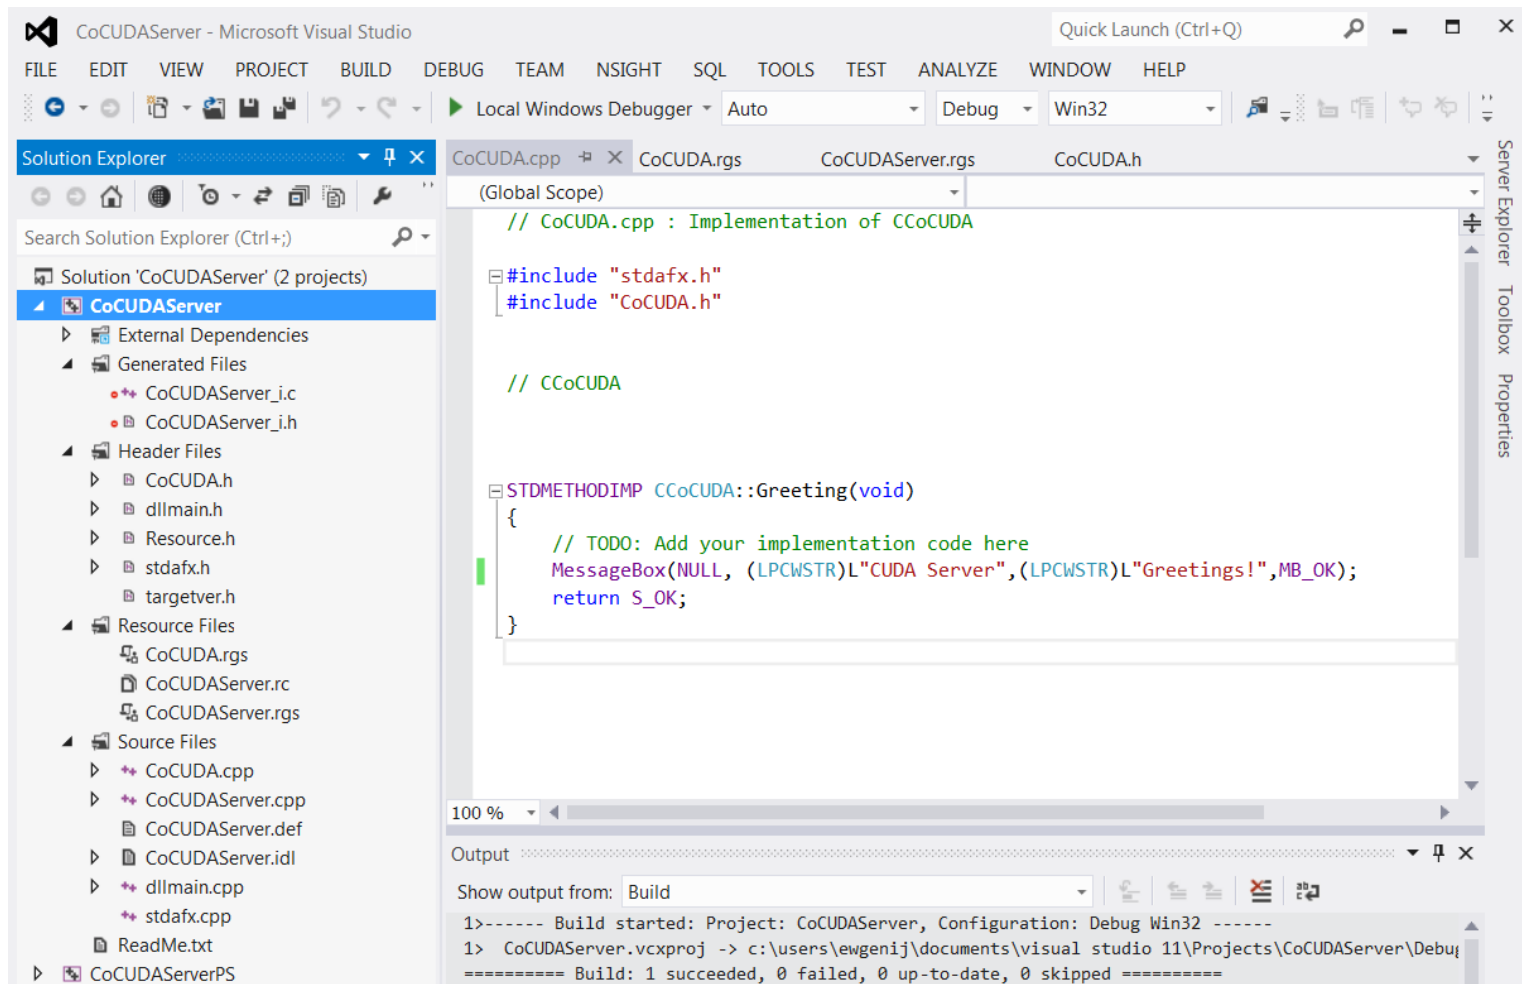 CoCUDAServer - Microsoft Visual Studio
Quick Launch (Ctrl+Q)
FILE EDIT VIEW PROJECT BUILD DEBUG TEAM NSIGHT SQL TOOLS TEST ANALYZE WINDOW HELP
Local Windows Debugger Auto Debug Win32
Solution Explorer
Search Solution Explorer (Ctrl+;)
Solution 'CoCUDAServer' (2 projects)
CoCUDAServer
External Dependencies
Generated Files
CoCUDAServer_i.c
CoCUDAServer_i.h
Header Files
CoCUDA.h
dllmain.h
Resource.h
stdafx.h
targetver.h
Resource Files
CoCUDA.rgs
CoCUDAServer.rc
CoCUDAServer.rgs
Source Files
CoCUDA.cpp
CoCUDAServer.cpp
CoCUDAServer.def
CoCUDAServer.idl
dllmain.cpp
stdafx.cpp
ReadMe.txt
CoCUDAServerPS
CoCUDA.cpp CoCUDA.rgs CoCUDAServer.rgs CoCUDA.h
(Global Scope)
// CoCUDA.cpp : Implementation of CCoCUDA
#include "stdafx.h"
#include "CoCUDA.h"
// CCoCUDA
STDMETHODIMP CCoCUDA::Greeting(void)
{
// TODO: Add your implementation code here
MessageBox(NULL, (LPCWSTR)L"CUDA Server",(LPCWSTR)L"Greetings!",MB_OK);
return S_OK;
}
100 %
Output
Show output from: Build
1>------ Build started: Project: CoCUDAServer, Configuration: Debug Win32 ------
1> CoCUDAServer.vcxproj -> c:\users\ewgenij\documents\visual studio 11\Projects\CoCUDAServer\Debug
========== Build: 1 succeeded, 0 failed, 0 up-to-date, 0 skipped ==========
Server Explorer
Toolbox
Properties